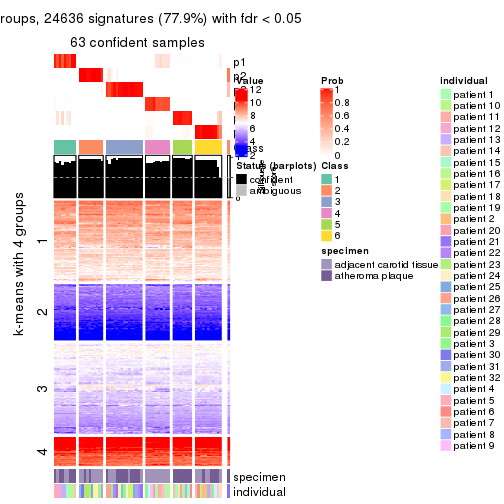 roups, 24636 signatures (77.9%) with fdr < 0.05
63 confident samples
p1
p2
k-means with 4 groups
1
2
3
4
Value
12
10
8
6
4
2
0
Prob
1
0.8
0.6
0.4
0.2
0
Status (barplots)
confident
ambiguous
Class
1
2
3
4
5
6
specimen
adjacent carotid tissue
atheroma plaque
individual
patient 1
patient 10
patient 11
patient 12
patient 13
patient 14
patient 15
patient 16
patient 17
patient 18
patient 19
patient 2
patient 20
patient 21
patient 22
patient 23
patient 24
patient 25
patient 26
patient 27
patient 28
patient 29
patient 3
patient 30
patient 31
patient 32
patient 4
patient 5
patient 6
patient 7
patient 8
patient 9
specimen
individual